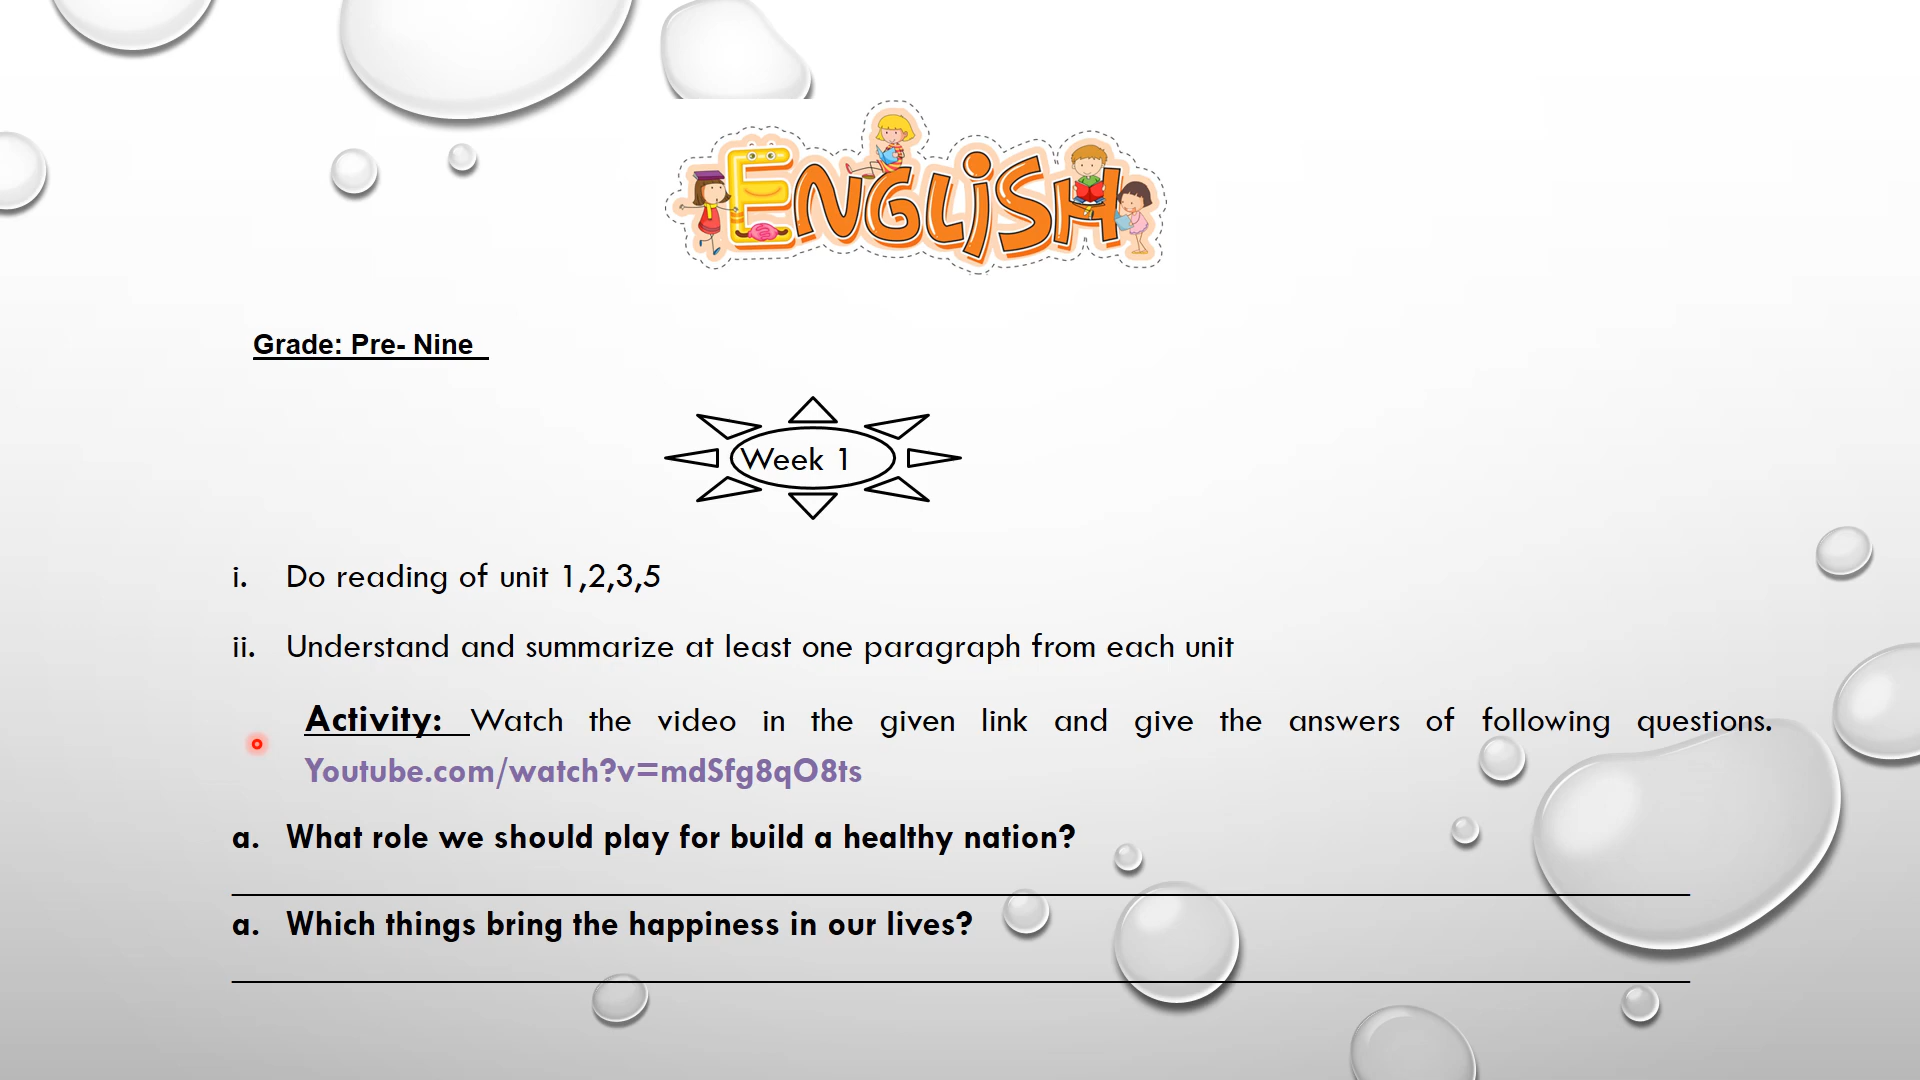 ENGLiSH
Grade: Pre- Nine
Week 1
i. Do reading of unit 1,2,3,5
ii. Understand and summarize at least one paragraph from each unit
Activity: Watch the video in the given link and give the answers of following questions.
Youtube.com/watch?v=mdSfg8qO8ts
a. What role we should play for build a healthy nation?
a. Which things bring the happiness in our lives?